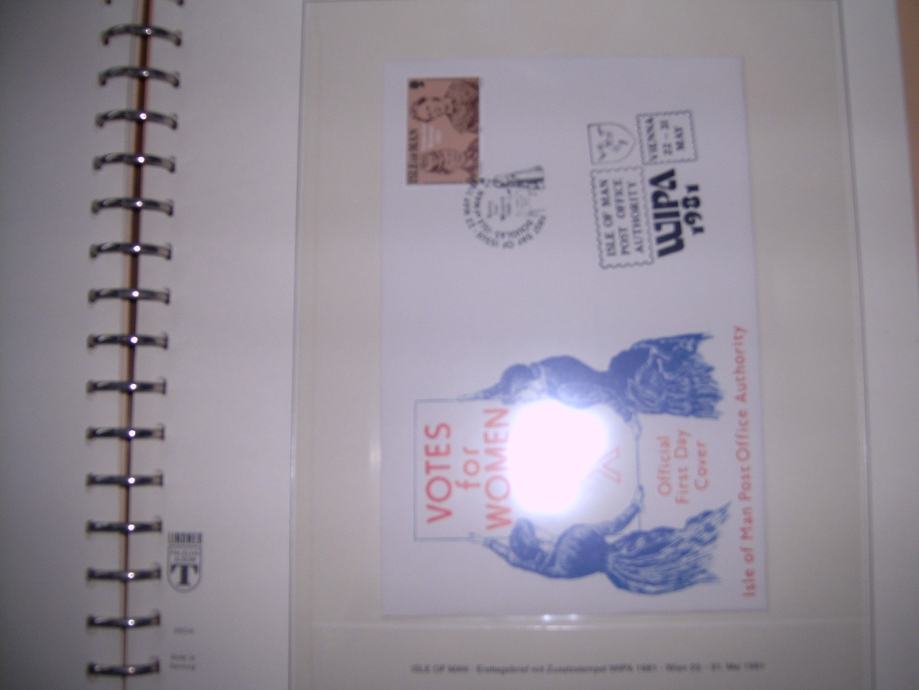 ISLE of MAN
ISLE OF MAN
POST OFFICE
AUTHORITY
VIENNA
22 - 31
MAY
WIPA
1981
VOTES
for
WOMEN
Official
First Day
Cover
Isle of Man Post Office Authority
LINDNER
T
ISLE OF MAN - Ersttagsbrief mit Zusatzstempel WIPA 1981 - Wien 22. - 31. Mai 1981